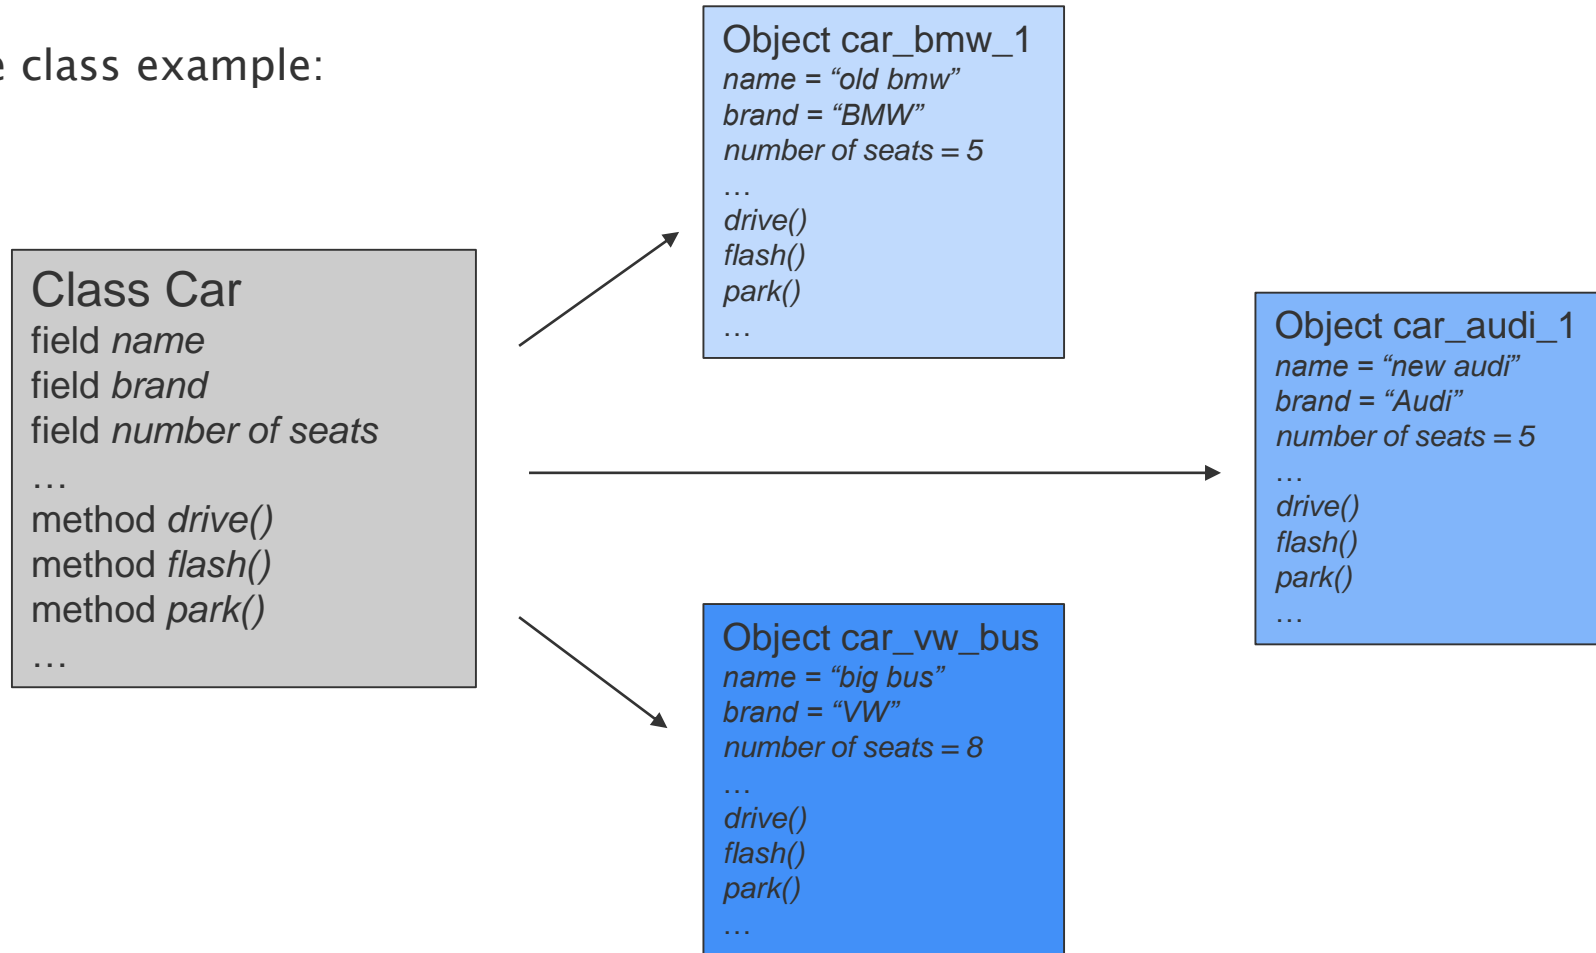 e class example:
Class Car
field name
field brand
field number of seats
…
method drive()
method flash()
method park()
…
Object car_bmw_1
name = “old bmw”
brand = “BMW”
number of seats = 5
…
drive()
flash()
park()
…
Object car_audi_1
name = “new audi”
brand = “Audi”
number of seats = 5
…
drive()
flash()
park()
…
Object car_vw_bus
name = “big bus”
brand = “VW”
number of seats = 8
…
drive()
flash()
park()
…